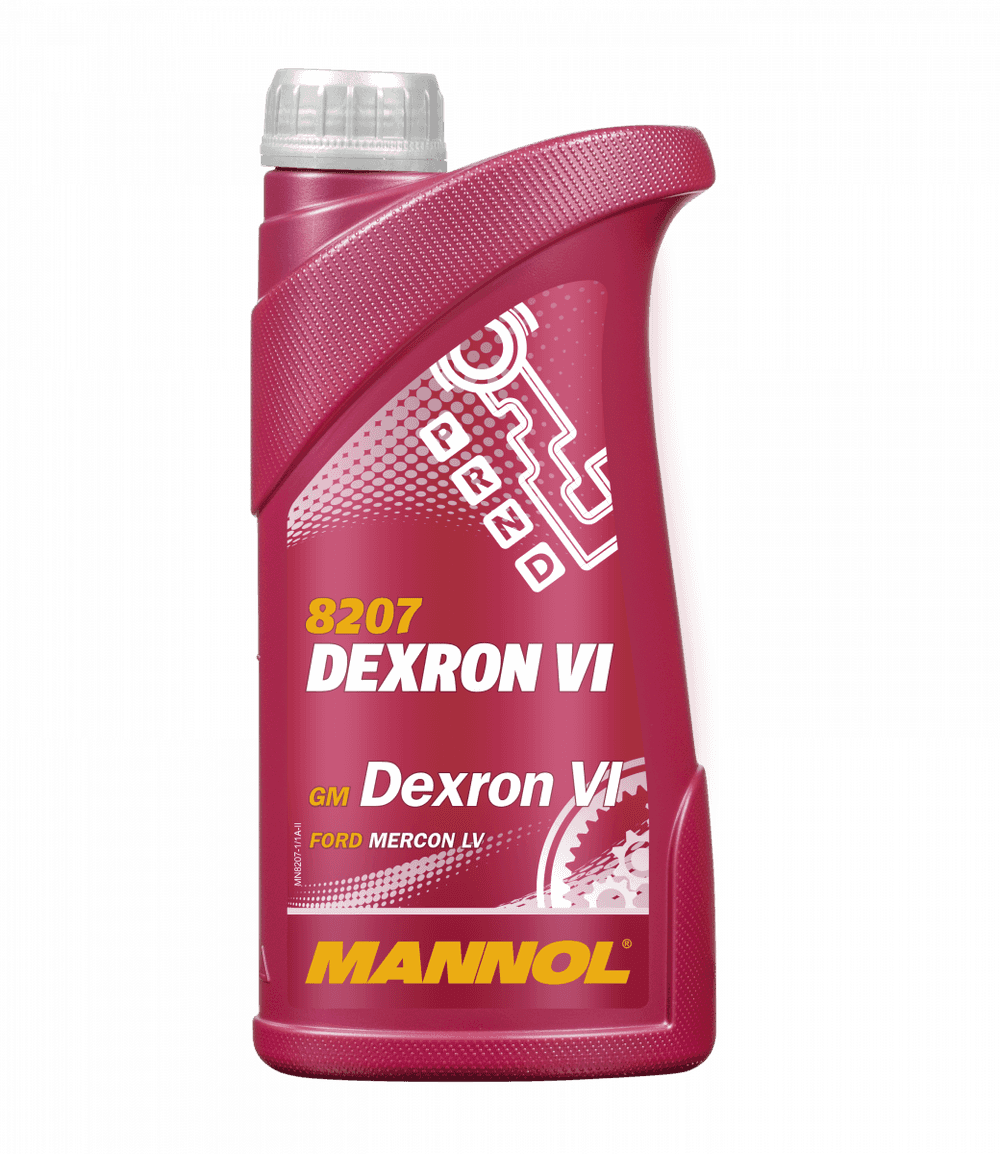 P
R
N
D
8207
DEXRON VI
GM Dexron VI
FORD MERCON LV
MN8207-1/1A-II
MANNOL®